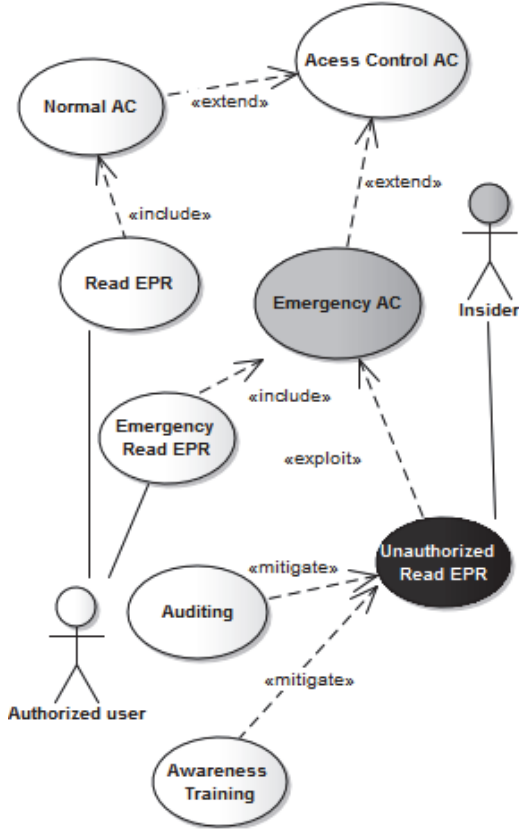 Acess Control AC
Normal AC
«extend»
«extend»
«include»
Read EPR
Emergency AC
Insider
«include»
Emergency
Read EPR
«exploit»
Unauthorized
Read EPR
«mitigate»
Auditing
«mitigate»
Authorized user
Awareness
Training